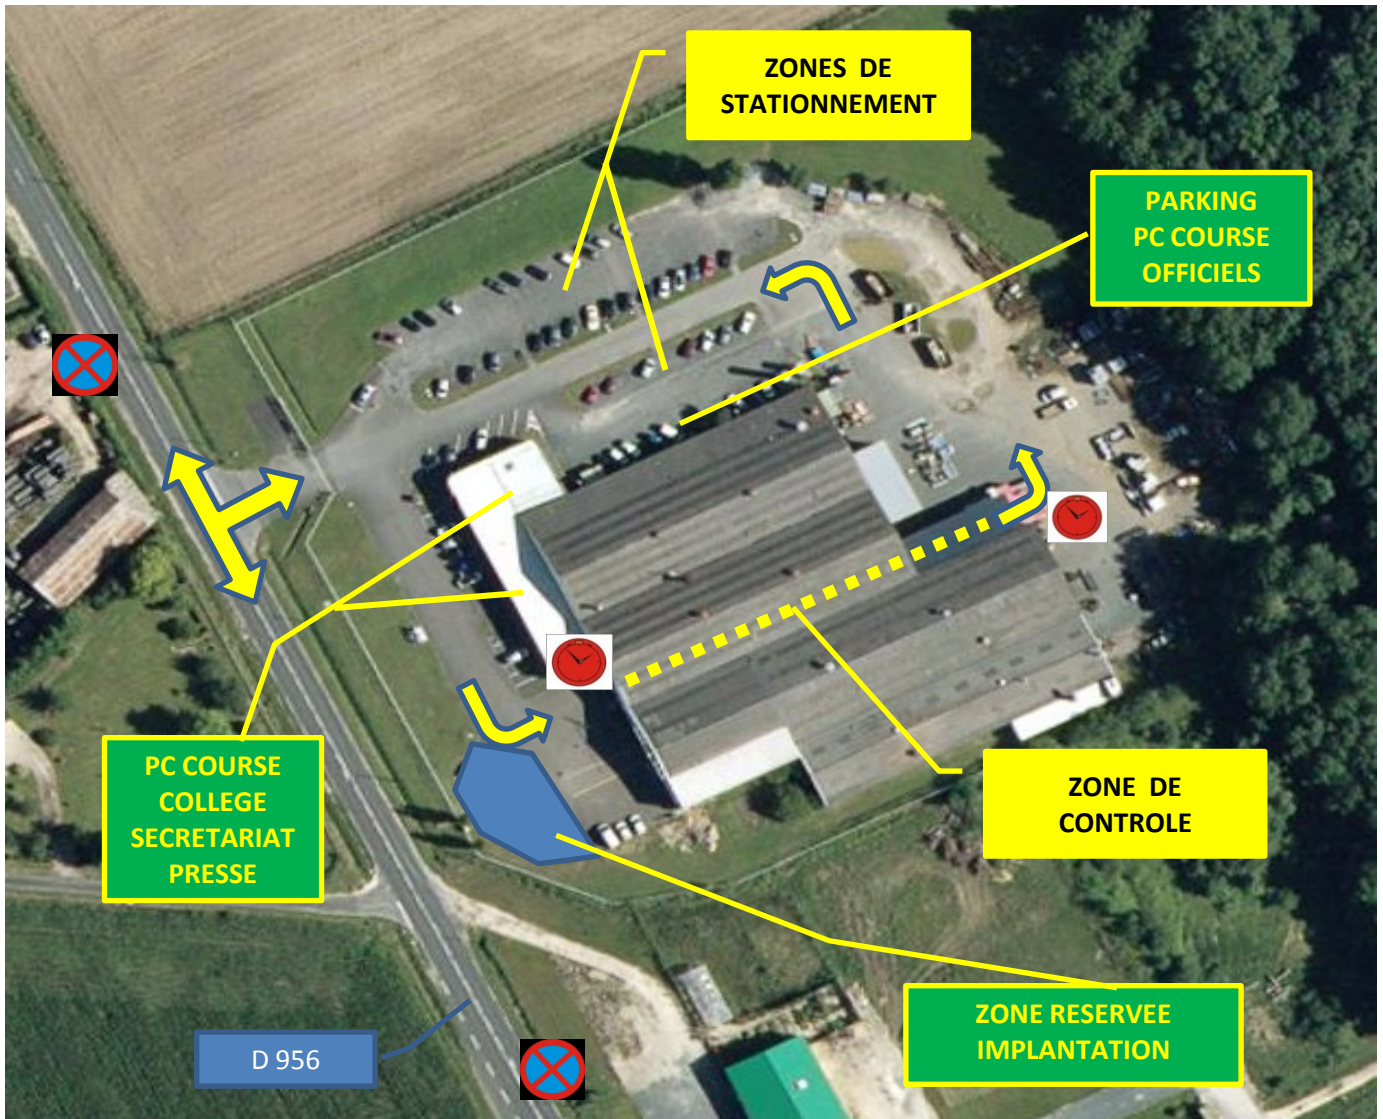 ZONES DE
STATIONNEMENT
PARKING
PC COURSE
OFFICIELS
PC COURSE
COLLEGE
SECRETARIAT
PRESSE
ZONE DE
CONTROLE
ZONE RESERVEE
IMPLANTATION
D 956